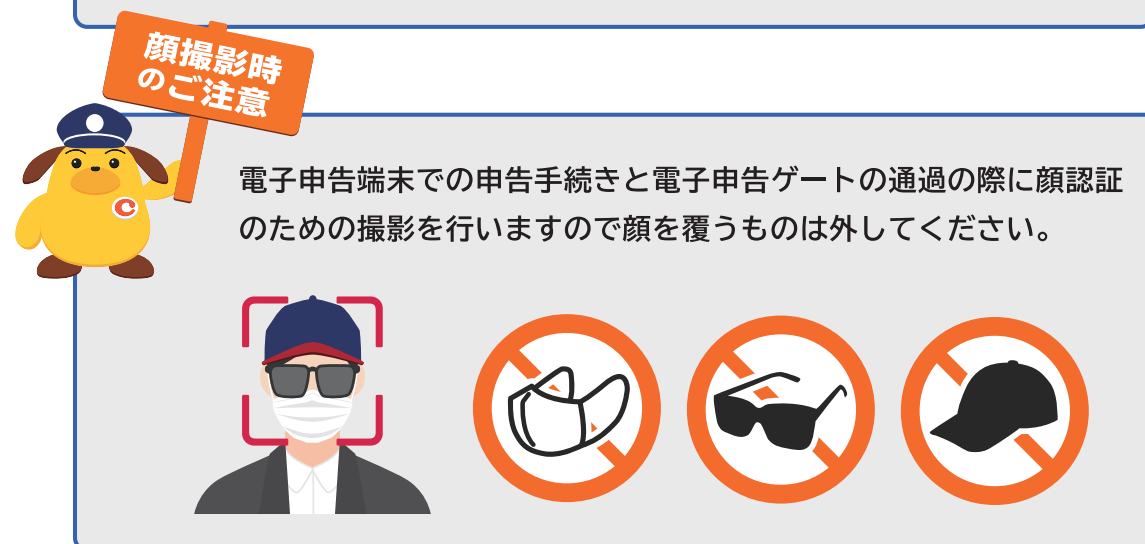 顔撮影時
のご注意
電子申告端末での申告手続きと電子申告ゲートの通過の際に顔認証
のための撮影を行いますので顔を覆うものは外してください。